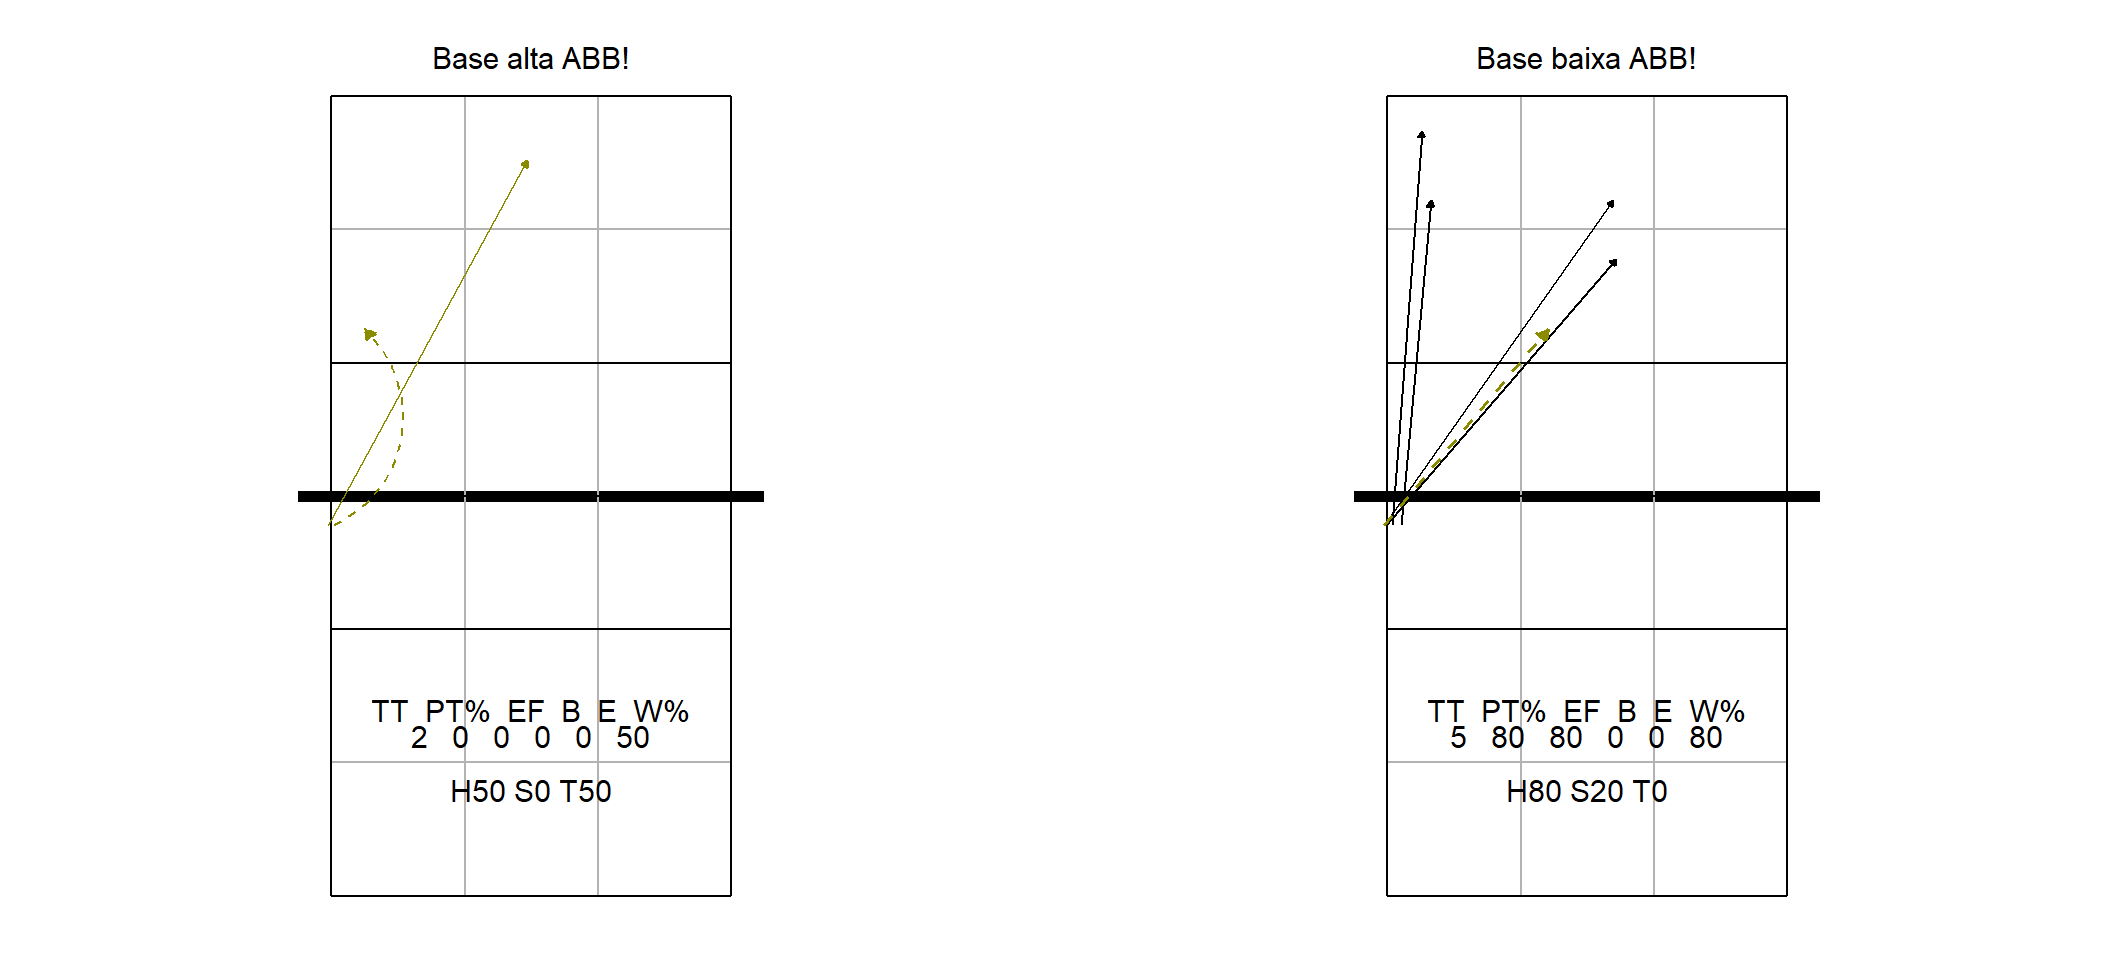 Base alta ABB!
TT PT% EF B E W%
2 0 0 0 0 50
H50 S0 T50
Base baixa ABB!
TT PT% EF B E W%
5 80 80 0 0 80
H80 S20 T0